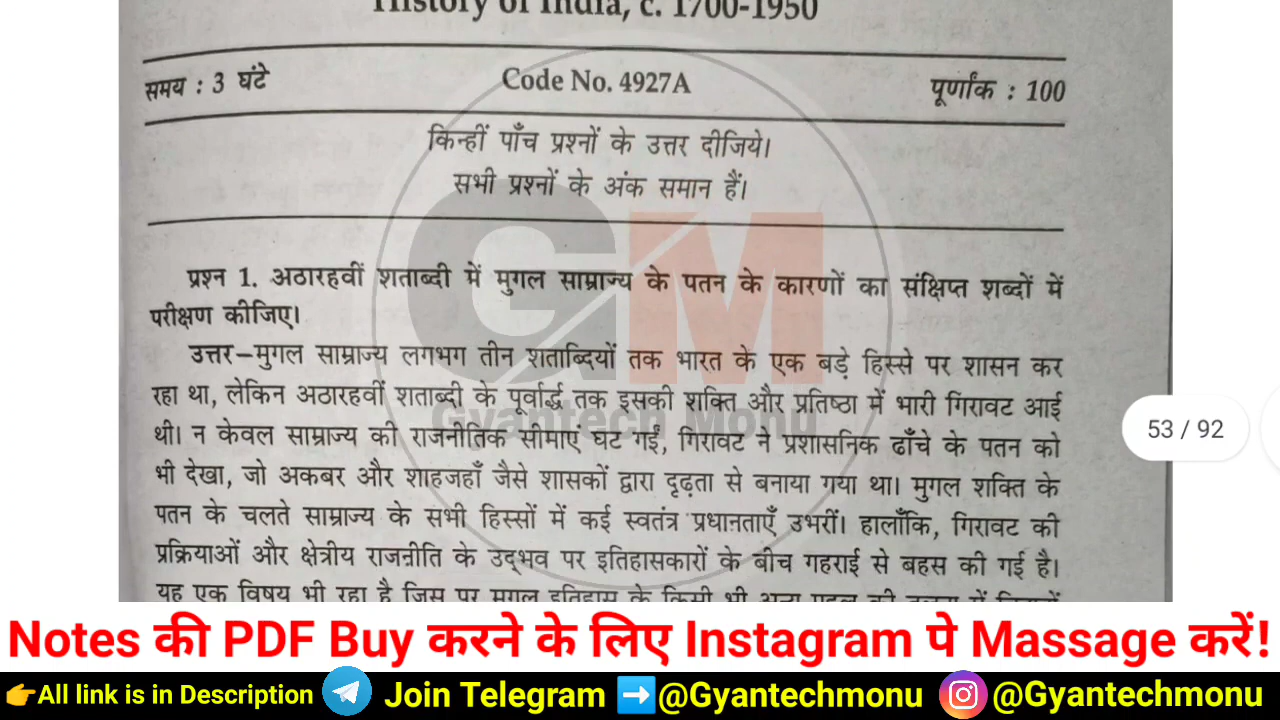 History of India, c. 1700-1950
समय : 3 घंटे Code No. 4927A पूर्णांक : 100
किन्हीं पाँच प्रश्नों के उत्तर दीजिये।
सभी प्रश्नों के अंक समान हैं।
प्रश्न 1. अठारहवीं शताब्दी में मुगल साम्राज्य के पतन के कारणों का संक्षिप्त शब्दों में
परीक्षण कीजिए।
उत्तर–मुगल साम्राज्य लगभग तीन शताब्दियों तक भारत के एक बड़े हिस्से पर शासन कर
रहा था, लेकिन अठारहवीं शताब्दी के पूर्वार्द्ध तक इसकी शक्ति और प्रतिष्ठा में भारी गिरावट आई
थी। न केवल साम्राज्य की राजनीतिक सीमाएं घट गईं, गिरावट ने प्रशासनिक ढाँचे के पतन को
भी देखा, जो अकबर और शाहजहाँ जैसे शासकों द्वारा दृढ़ता से बनाया गया था। मुगल शक्ति के
पतन के चलते साम्राज्य के सभी हिस्सों में कई स्वतंत्र प्रधानताएँ उभरीं। हालाँकि, गिरावट की
प्रक्रियाओं और क्षेत्रीय राजनीति के उद्भव पर इतिहासकारों के बीच गहराई से बहस की गई है।
यह एक विषय भी रहा है जिस पर मुगल इतिहास के किसी भी
GM
Gyantech Monu
53 / 92
Notes की PDF Buy करने के लिए Instagram पे Massage करें!
👉All link is in Description Join Telegram ➡️@Gyantechmonu @Gyantechmonu